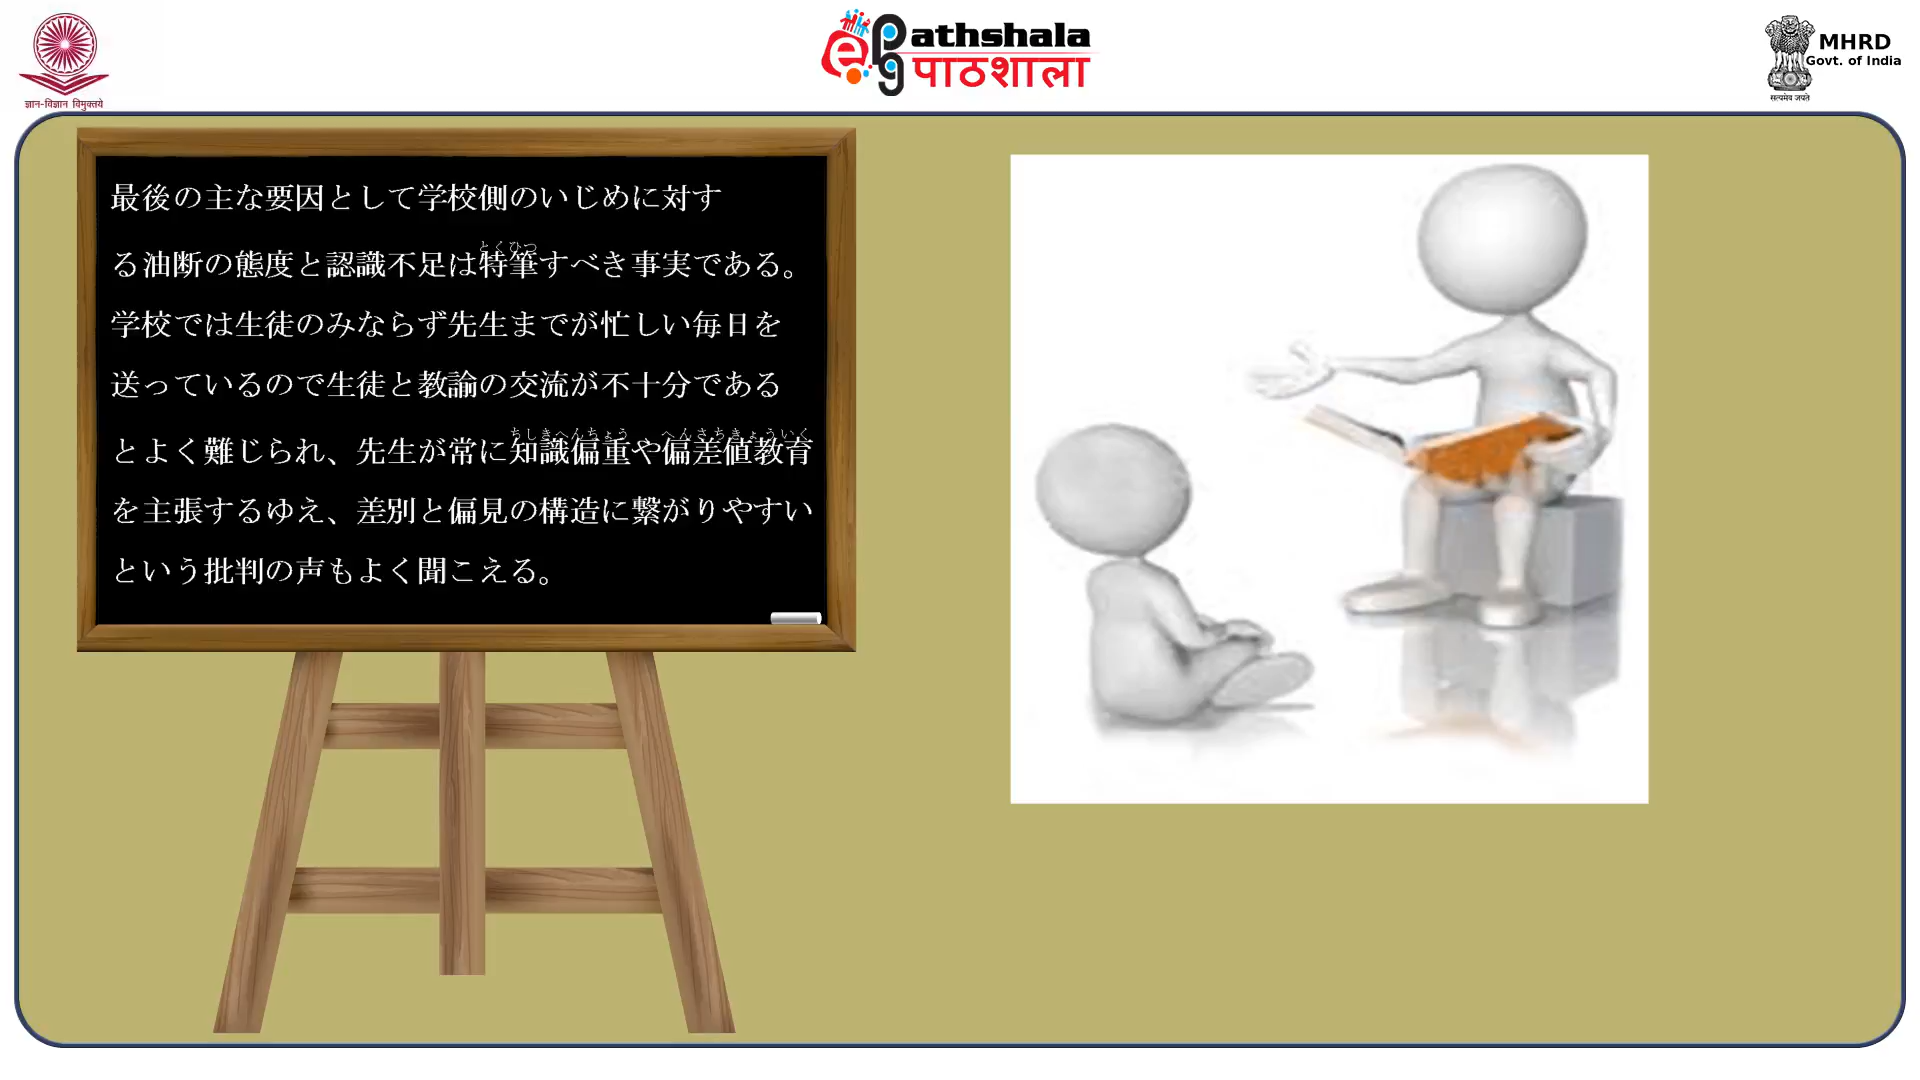 ज्ञान-विज्ञान विमुक्तये
ePG Pathshala
पाठशाला
MHRD
Govt. of India
सत्यमेव जयते
最後の主な要因として学校側のいじめに対す
とくひつ
る油断の態度と認識不足は特筆すべき事実である。
学校では生徒のみならず先生までが忙しい毎日を
送っているので生徒と教諭の交流が不十分である
ちしきへんちょう へんさちきょういく
とよく難じられ、先生が常に知識偏重や偏差値教育
を主張するゆえ、差別と偏見の構造に繋がりやすい
という批判の声もよく聞こえる。